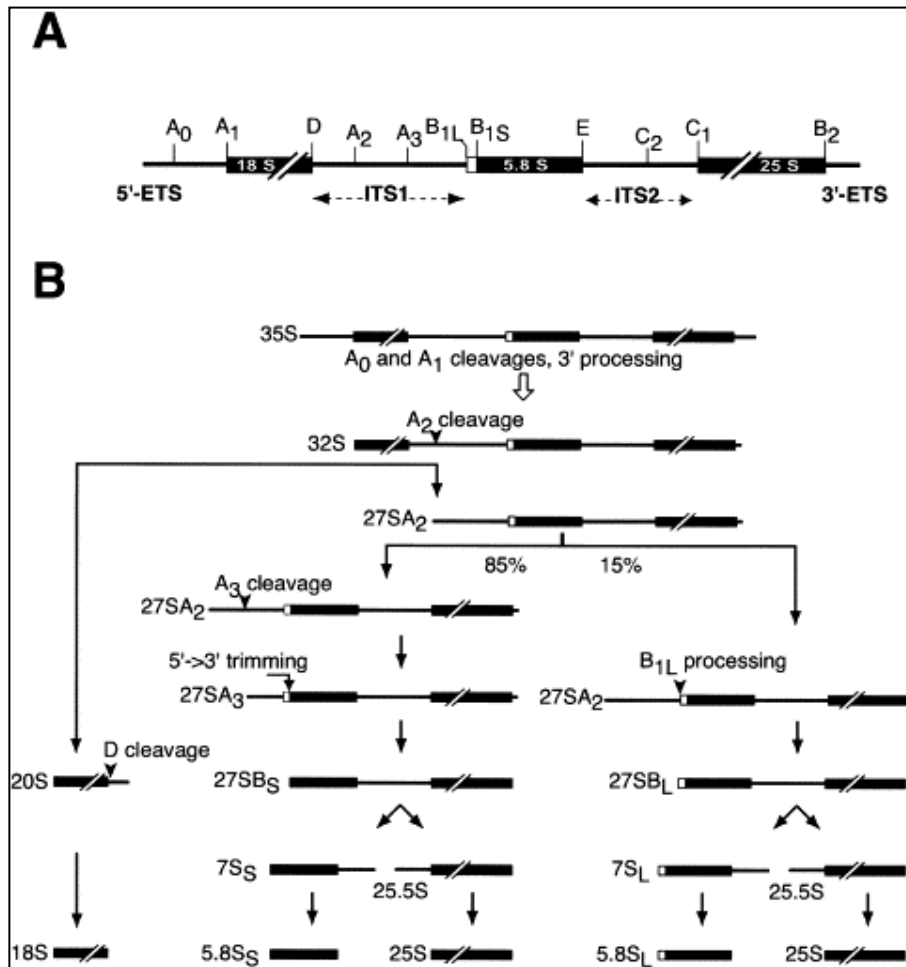 A
A0 A1 D A2 A3 B1L B1S E C2 C1 B2
18 S 5.8 S 25 S
5'-ETS ITS1 ITS2 3'-ETS
B
35S
A0 and A1 cleavages, 3' processing
A2 cleavage
32S
27SA2
85% 15%
A3 cleavage
27SA2
5'->3' trimming
27SA3
B1L processing
27SA2
D cleavage
20S
27SBS
27SBL
7SS
25.5S
7SL
25.5S
18S
5.8SS
25S
5.8SL
25S